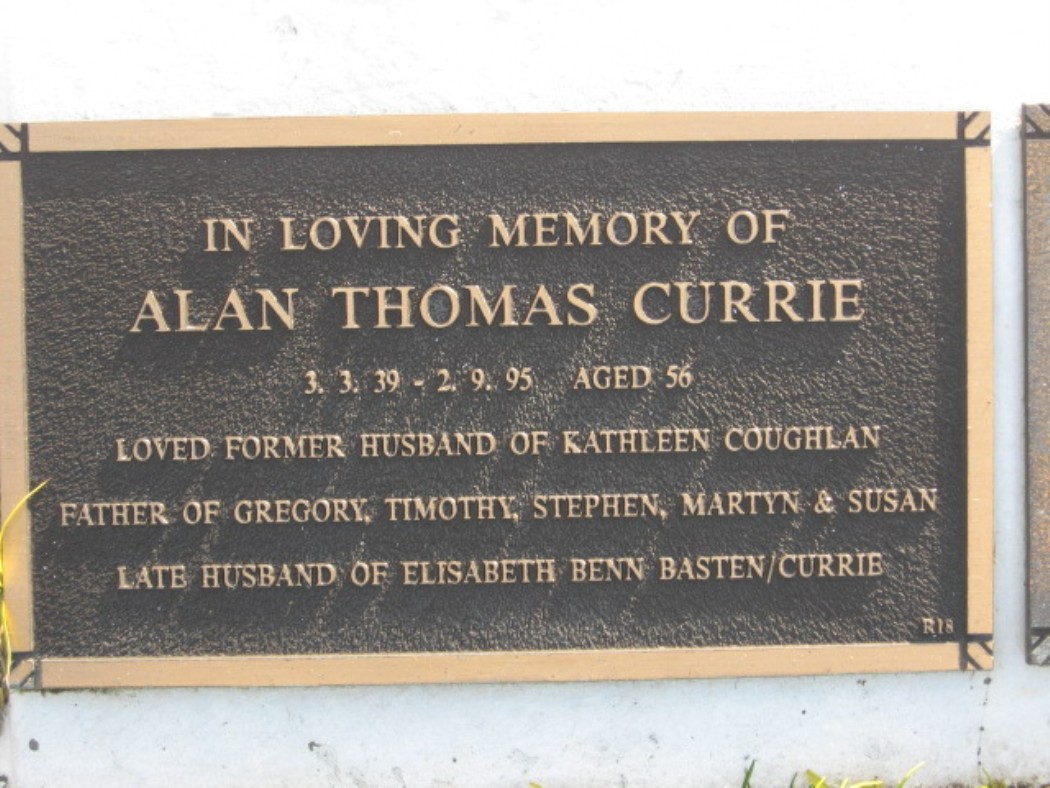 IN LOVING MEMORY OF
ALAN THOMAS CURRIE
3. 3. 39 - 2. 9. 95 AGED 56
LOVED FORMER HUSBAND OF KATHLEEN COUGHLAN
FATHER OF GREGORY, TIMOTHY, STEPHEN, MARTYN & SUSAN
LATE HUSBAND OF ELISABETH BENN BASTEN/CURRIE
R18